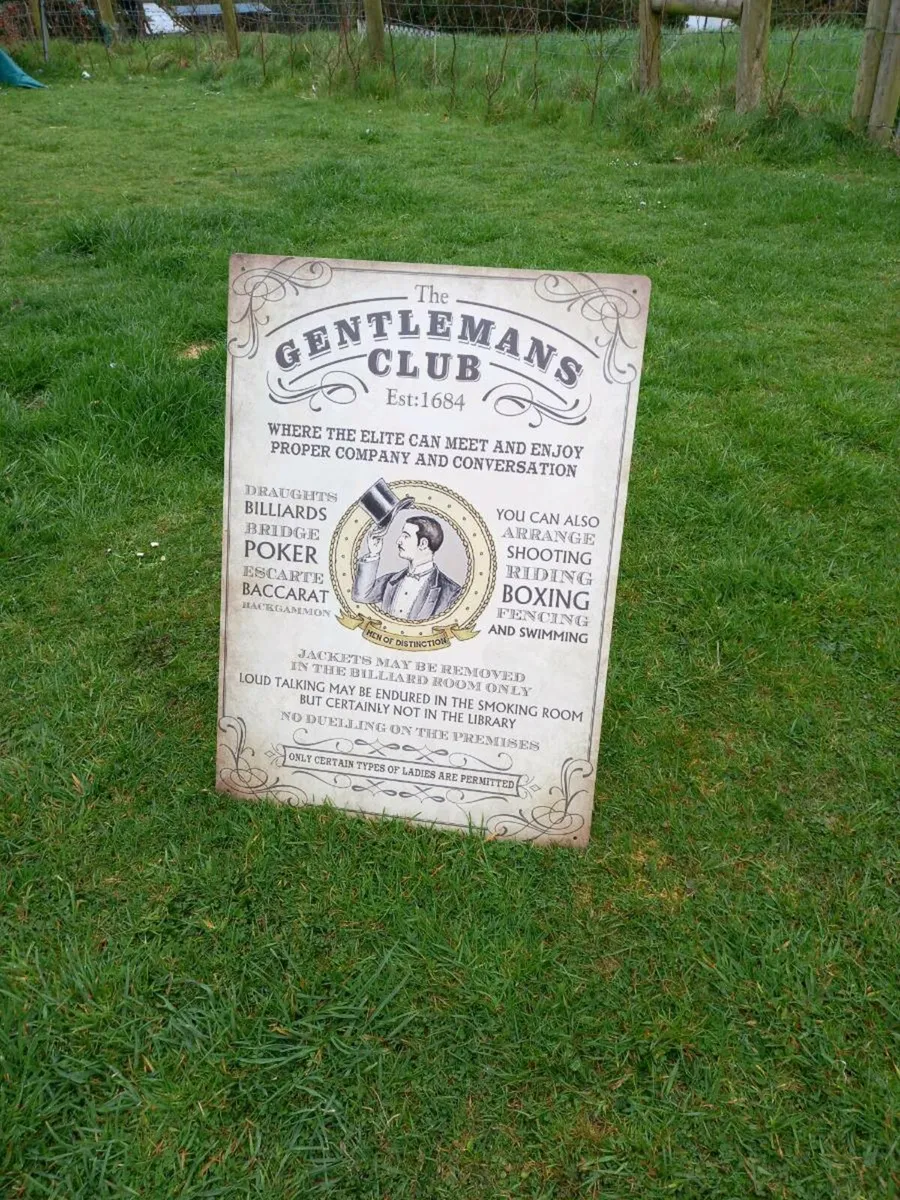 The
GENTLEMANS
CLUB
Est:1684
WHERE THE ELITE CAN MEET AND ENJOY
PROPER COMPANY AND CONVERSATION
DRAUGHTS
BILLIARDS
BRIDGE
POKER
ESCARTE
BACCARAT
BACKGAMMON
MEN OF DISTINCTION
YOU CAN ALSO
ARRANGE
SHOOTING
RIDING
BOXING
FENCING
AND SWIMMING
JACKETS MAY BE REMOVED
IN THE BILLIARD ROOM ONLY
LOUD TALKING MAY BE ENDURED IN THE SMOKING ROOM
BUT CERTAINLY NOT IN THE LIBRARY
NO DUELLING ON THE PREMISES
ONLY CERTAIN TYPES OF LADIES ARE PERMITTED